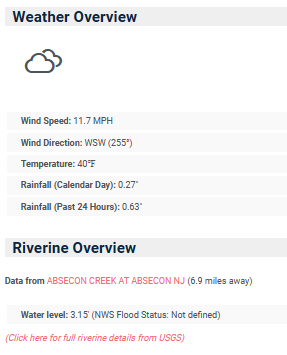 Weather Overview
Wind Speed: 11.7 MPH
Wind Direction: WSW (255°)
Temperature: 40°F
Rainfall (Calendar Day): 0.27"
Rainfall (Past 24 Hours): 0.63"
Riverine Overview
Data from ABSECON CREEK AT ABSECON NJ (6.9 miles away)
Water level: 3.15' (NWS Flood Status: Not defined)
(Click here for full riverine details from USGS)